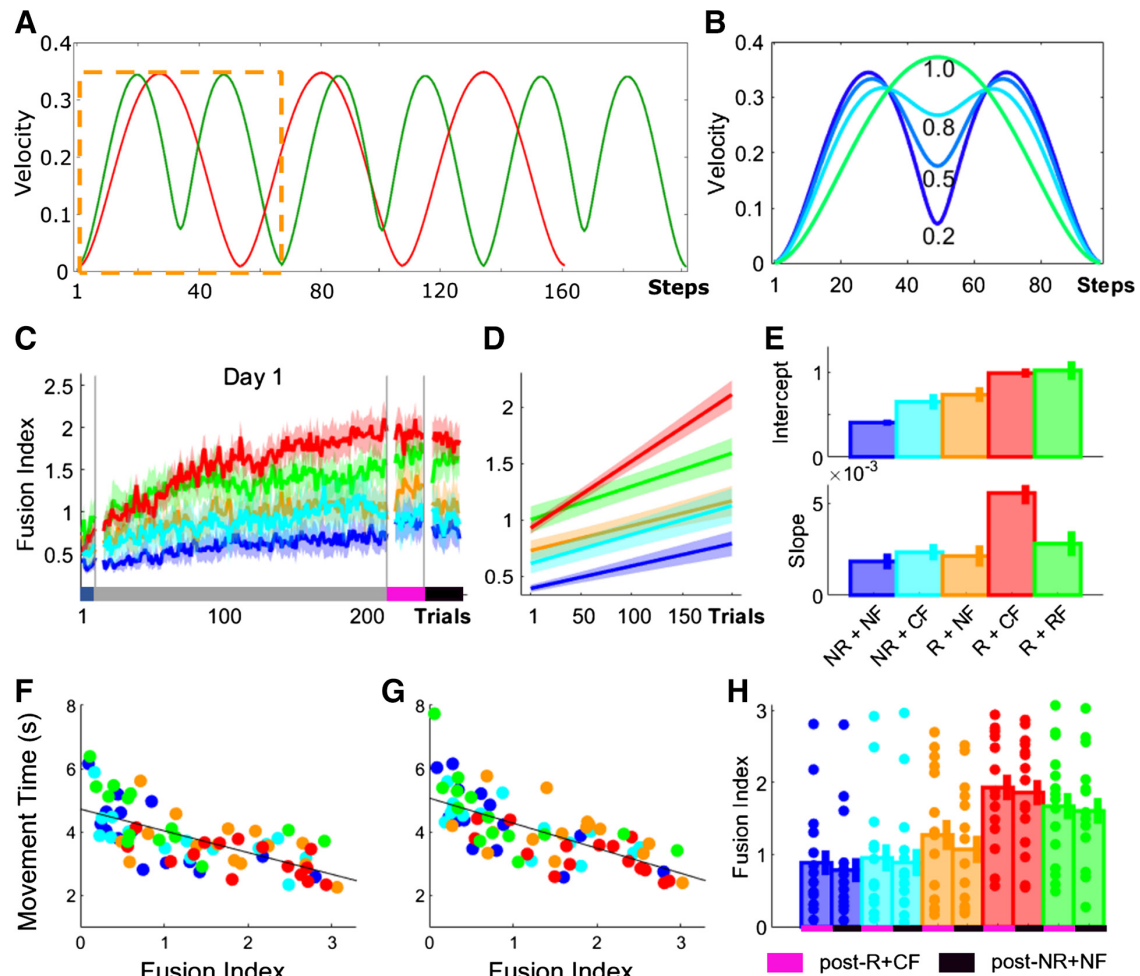 A
0.4
0.3
0.2
0.1
0
Velocity
1
40
80
120
160
Steps
B
0.4
0.3
0.2
0.1
0
Velocity
1.0
0.8
0.5
0.2
1
20
40
60
80
Steps
C
Day 1
2.5
2
1.5
1
0.5
Fusion Index
1
100
200
Trials
D
2
1.5
1
0.5
1
50
100
150
Trials
E
Intercept
1
0
× 10⁻³
Slope
5
0
NR + NF
NR + CF
R + NF
R + CF
R + RF
F
8
6
4
2
Movement Time (s)
0
1
2
3
Fusion Index
G
8
6
4
2
0
1
2
3
Fusion Index
H
3
2
1
0
Fusion Index
post-R+CF
post-NR+NF